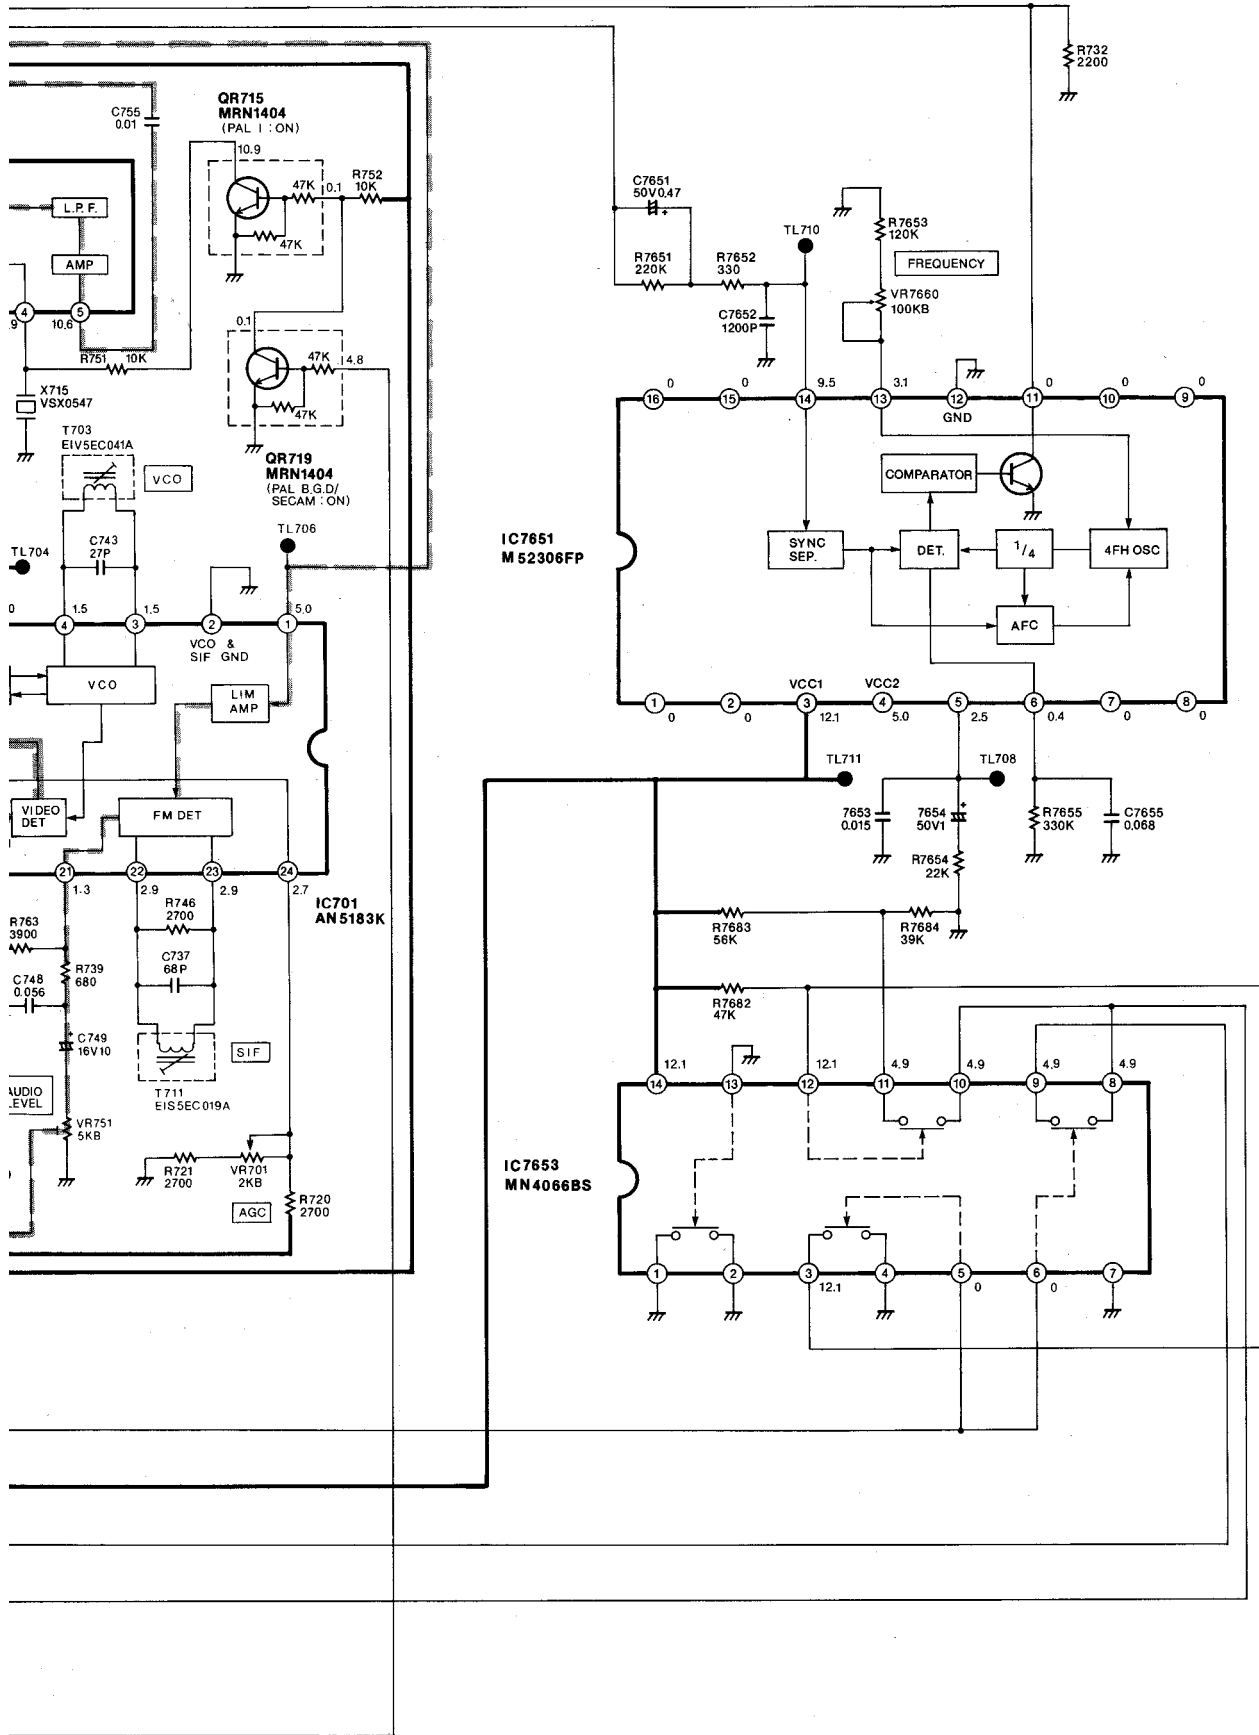 R732
2200
C755
0.01
QR715
MRN1404
(PAL I : ON)
10.9
47K
0.1
R752
10K
47K
L.P.F.
AMP
4
5
.9
10.6
R751
10K
0.1
47K
4.8
47K
X715
VSX0547
QR719
MRN1404
(PAL B.G.D/
SECAM : ON)
T703
EIV5EC041A
VCO
TL704
C743
27P
TL706
0
1.5
1.5
5.0
4
3
2
1
VCO &
SIF GND
VCO
LIM
AMP
VIDEO
DET
FM DET
21
22
23
24
1.3
2.9
2.9
2.7
IC701
AN5183K
R763
3900
R746
2700
C737
68P
R739
680
C748
0.056
C749
16V10
SIF
T711
EIS5EC019A
AUDIO
LEVEL
VR751
5KB
R721
2700
VR701
2KB
R720
2700
AGC
C7651
50V0.47
R7651
220K
R7652
330
TL710
C7652
1200P
R7653
120K
FREQUENCY
VR7660
100KB
0
0
9.5
3.1
0
0
0
16
15
14
13
12
11
10
9
GND
COMPARATOR
IC7651
M52306FP
SYNC
SEP.
DET.
1/4
4FH OSC
AFC
VCC1
VCC2
1
2
3
4
5
6
7
8
0
0
12.1
5.0
2.5
0.4
0
0
TL711
TL708
7653
0.015
7654
50V1
R7655
330K
C7655
0.068
R7654
22K
R7683
56K
R7684
39K
R7682
47K
12.1
12.1
4.9
4.9
4.9
4.9
14
13
12
11
10
9
8
IC7653
MN4066BS
1
2
3
4
5
6
7
12.1
0
0